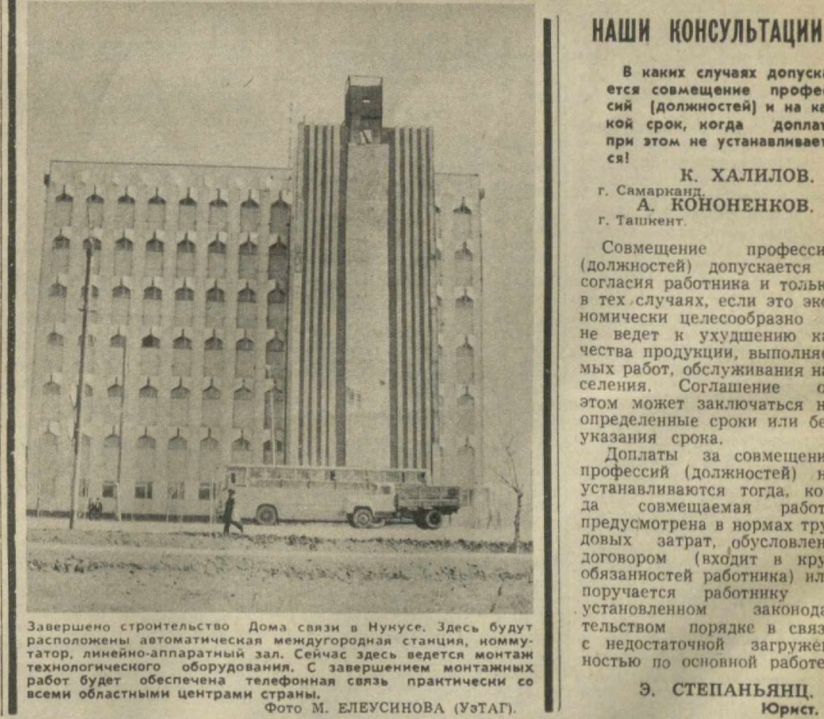 Завершено строительство Дома связи в Нукусе. Здесь будут
расположены автоматическая междугородная станция, комму-
татор, линейно-аппаратный зал. Сейчас здесь ведется монтаж
технологического оборудования. С завершением монтажных
работ будет обеспечена телефонная связь практически со
всеми областными центрами страны.
Фото М. ЕЛЕУСИНОВА (УзТАГ).
НАШИ КОНСУЛЬТАЦИИ
В каких случаях допуска
ется совмещение профес
сий (должностей) и на ка
кой срок, когда доплат
при этом не устанавливает
ся?
К. ХАЛИЛОВ.
г. Самарканд.
А. КОНОНЕНКОВ.
г. Ташкент.
Совмещение професси
(должностей) допускается
согласия работника и тольк
в тех случаях, если это эко
номически целесообразно
не ведет к ухудшению ка
чества продукции, выполняе
мых работ, обслуживания на
селения. Соглашение о
этом может заключаться н
определенные сроки или бе
указания срока.
Доплаты за совмещени
профессий (должностей) н
устанавливаются тогда, ко
да совмещаемая работ
предусмотрена в нормах тру
довых затрат, обусловлен
договором (входит в кру
обязанностей работника) ил
поручается работнику
установленном законода
тельством порядке в связ
с недостаточной загружен
ностью по основной работе
Э. СТЕПАНЬЯНЦ.
Юрист.